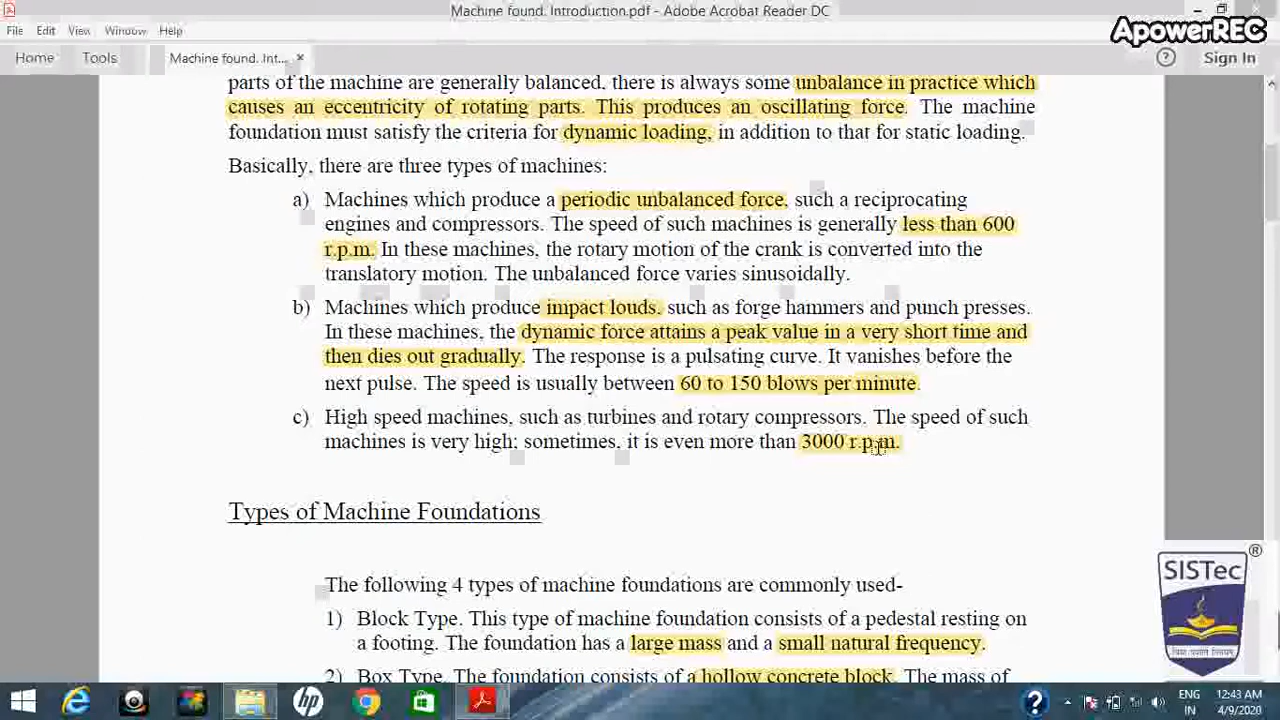 Machine found. Introduction.pdf - Adobe Acrobat Reader DC
ApowerREC
File Edit View Window Help
Home Tools Machine found. Int... × Sign In
parts of the machine are generally balanced, there is always some unbalance in practice which
causes an eccentricity of rotating parts. This produces an oscillating force. The machine
foundation must satisfy the criteria for dynamic loading, in addition to that for static loading.
Basically, there are three types of machines:
a) Machines which produce a periodic unbalanced force, such a reciprocating
engines and compressors. The speed of such machines is generally less than 600
r.p.m. In these machines, the rotary motion of the crank is converted into the
translatory motion. The unbalanced force varies sinusoidally.
b) Machines which produce impact louds, such as forge hammers and punch presses.
In these machines, the dynamic force attains a peak value in a very short time and
then dies out gradually. The response is a pulsating curve. It vanishes before the
next pulse. The speed is usually between 60 to 150 blows per minute.
c) High speed machines, such as turbines and rotary compressors. The speed of such
machines is very high; sometimes, it is even more than 3000 r.p.m.
Types of Machine Foundations
The following 4 types of machine foundations are commonly used-
1) Block Type. This type of machine foundation consists of a pedestal resting on
a footing. The foundation has a large mass and a small natural frequency.
2) Box Type. The foundation consists of a hollow concrete block. The mass of
SISTec ®
ENG
IN
12:43 AM
4/9/2020